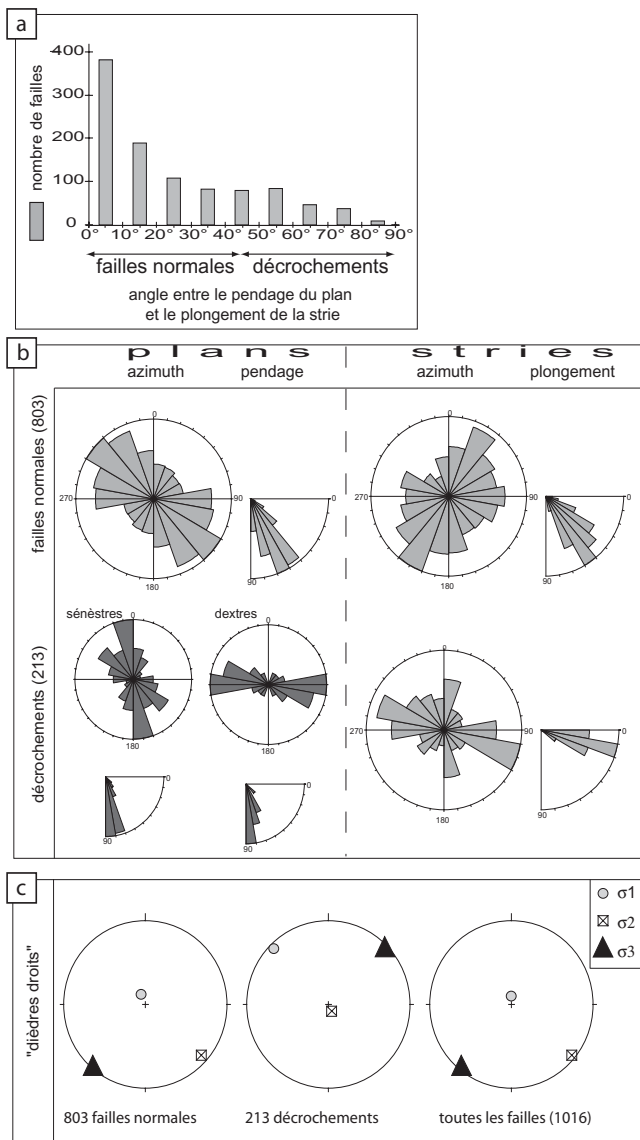 a
nombre de failles
400
300
200
100
0
0° 10° 20° 30° 40° 50° 60° 70° 80° 90°
failles normales décrochements
angle entre le pendage du plan
et le plongement de la strie
b
plans stries
azimuth pendage azimuth plongement
failles normales (803)
0
270 90 0
180
90
0
270 90 0
180
90
décrochements (213)
sénèstres dextres
0 0
180 180
0 0
90 90
0
270 90 0
180
90
c
"dièdres droits"
σ1
σ2
σ3
803 failles normales 213 décrochements toutes les failles (1016)